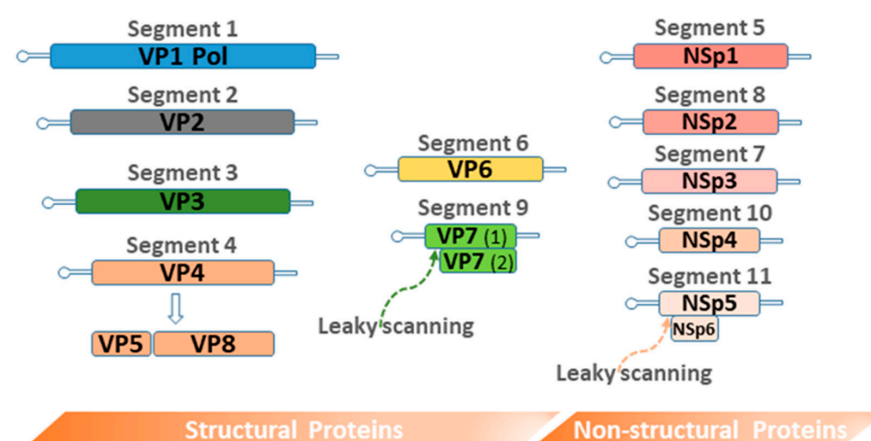 Segment 1
VP1 Pol
Segment 2
VP2
Segment 3
VP3
Segment 4
VP4
VP5 VP8
Segment 6
VP6
Segment 9
VP7 (1)
VP7 (2)
Leaky scanning
Segment 5
NSp1
Segment 8
NSp2
Segment 7
NSp3
Segment 10
NSp4
Segment 11
NSp5
NSp6
Leaky scanning
Structural Proteins
Non-structural Proteins